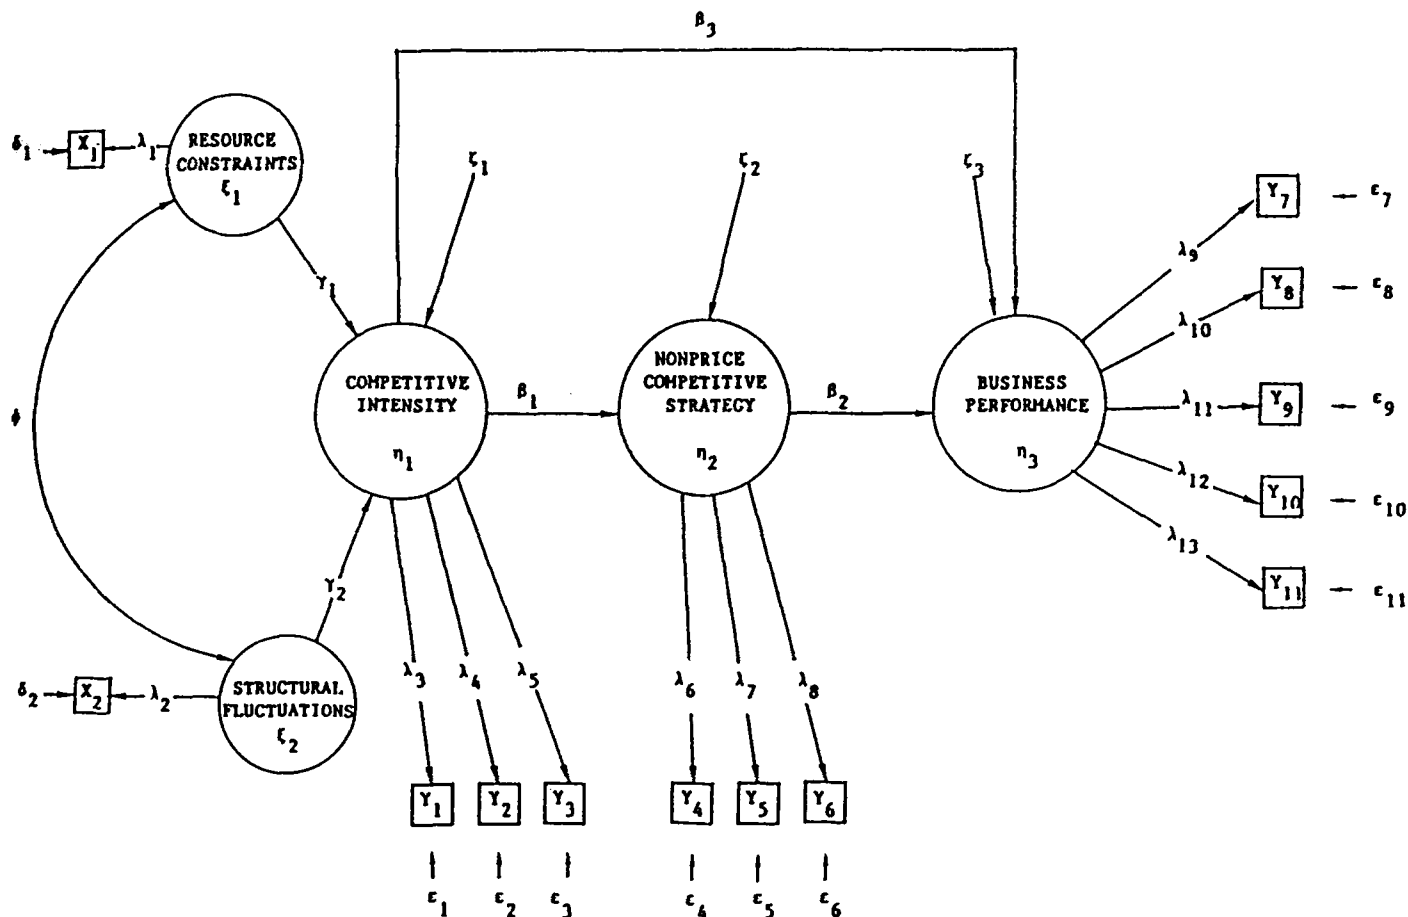 β3
RESOURCE
CONSTRAINTS
ξ1
δ1
X1
λ1
ζ1
ζ2
ζ3
Y7
ε7
λ9
Y8
ε8
λ10
γ1
COMPETITIVE
INTENSITY
η1
β1
NONPRICE
COMPETITIVE
STRATEGY
η2
β2
BUSINESS
PERFORMANCE
η3
λ11
Y9
ε9
ϕ
λ12
Y10
ε10
λ13
Y11
ε11
γ2
δ2
X2
λ2
STRUCTURAL
FLUCTUATIONS
ξ2
λ3
λ4
λ5
λ6
λ7
λ8
Y1
Y2
Y3
Y4
Y5
Y6
ε1
ε2
ε3
ε4
ε5
ε6